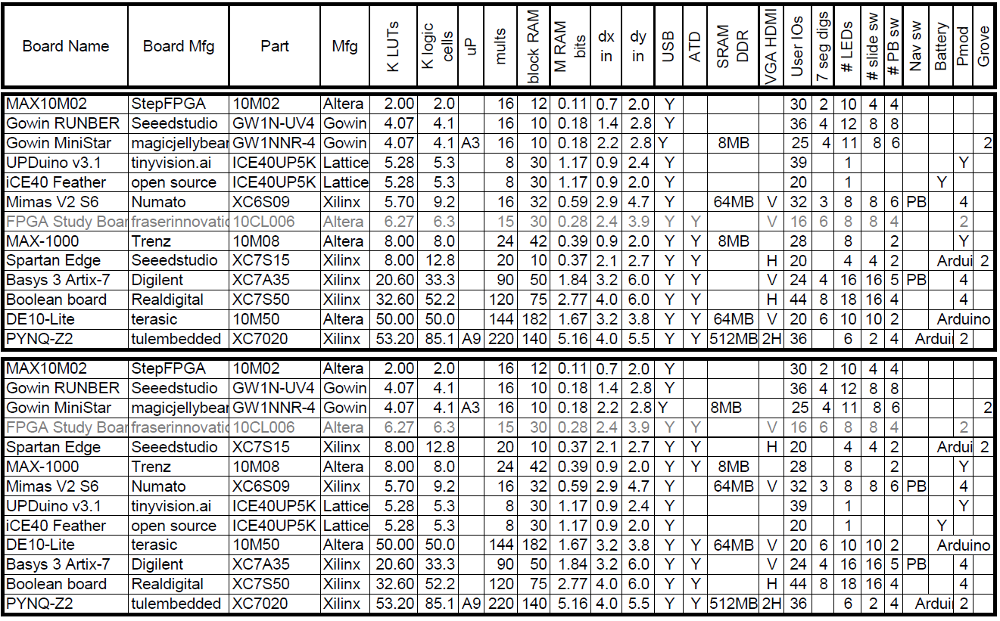 Board Name Board Mfg Part Mfg K LUTs K logic cells uP mults block RAM M RAM bits dx in dy in USB ATD SRAM DDR VGA HDMI User IOs 7 seg digs # LEDs # slide sw # PB sw Nav sw Battery Pmod Grove
MAX10M02 StepFPGA 10M02 Altera 2.00 2.0 16 12 0.11 0.7 2.0 Y 30 2 10 4 4
Gowin RUNBER Seeedstudio GW1N-UV4 Gowin 4.07 4.1 16 10 0.18 1.4 2.8 Y 36 4 12 8 8
Gowin MiniStar magicjellybear GW1NNR-4 Gowin 4.07 4.1 A3 16 10 0.18 2.2 2.8 Y 8MB 25 4 11 8 6 2
UPDuino v3.1 tinyvision.ai ICE40UP5K Lattice 5.28 5.3 8 30 1.17 0.9 2.4 Y 39 1 Y
iCE40 Feather open source ICE40UP5K Lattice 5.28 5.3 8 30 1.17 0.9 2.0 Y 20 1 Y
Mimas V2 S6 Numato XC6S09 Xilinx 5.70 9.2 16 32 0.59 2.9 4.7 Y 64MB V 32 3 8 8 6 PB 4
FPGA Study Boar fraserinnovatic 10CL006 Altera 6.27 6.3 15 30 0.28 2.4 3.9 Y Y V 16 6 8 8 4 2
MAX-1000 Trenz 10M08 Altera 8.00 8.0 24 42 0.39 0.9 2.0 Y Y 8MB 28 8 2 Y
Spartan Edge Seeedstudio XC7S15 Xilinx 8.00 12.8 20 10 0.37 2.1 2.7 Y Y H 20 4 4 2 Ardui 2
Basys 3 Artix-7 Digilent XC7A35 Xilinx 20.60 33.3 90 50 1.84 3.2 6.0 Y Y V 24 4 16 16 5 PB 4
Boolean board Realdigital XC7S50 Xilinx 32.60 52.2 120 75 2.77 4.0 6.0 Y Y H 44 8 18 16 4 4
DE10-Lite terasic 10M50 Altera 50.00 50.0 144 182 1.67 3.2 3.8 Y Y 64MB V 20 6 10 10 2 Arduino
PYNQ-Z2 tulembedded XC7020 Xilinx 53.20 85.1 A9 220 140 5.16 4.0 5.5 Y Y 512MB 2H 36 6 2 4 Ardui 2
MAX10M02 StepFPGA 10M02 Altera 2.00 2.0 16 12 0.11 0.7 2.0 Y 30 2 10 4 4
Gowin RUNBER Seeedstudio GW1N-UV4 Gowin 4.07 4.1 16 10 0.18 1.4 2.8 Y 36 4 12 8 8
Gowin MiniStar magicjellybear GW1NNR-4 Gowin 4.07 4.1 A3 16 10 0.18 2.2 2.8 Y 8MB 25 4 11 8 6 2
FPGA Study Boar fraserinnovatic 10CL006 Altera 6.27 6.3 15 30 0.28 2.4 3.9 Y Y V 16 6 8 8 4 2
Spartan Edge Seeedstudio XC7S15 Xilinx 8.00 12.8 20 10 0.37 2.1 2.7 Y Y H 20 4 4 2 Ardui 2
MAX-1000 Trenz 10M08 Altera 8.00 8.0 24 42 0.39 0.9 2.0 Y Y 8MB 28 8 2 Y
Mimas V2 S6 Numato XC6S09 Xilinx 5.70 9.2 16 32 0.59 2.9 4.7 Y 64MB V 32 3 8 8 6 PB 4
UPDuino v3.1 tinyvision.ai ICE40UP5K Lattice 5.28 5.3 8 30 1.17 0.9 2.4 Y 39 1 Y
iCE40 Feather open source ICE40UP5K Lattice 5.28 5.3 8 30 1.17 0.9 2.0 Y 20 1 Y
DE10-Lite terasic 10M50 Altera 50.00 50.0 144 182 1.67 3.2 3.8 Y Y 64MB V 20 6 10 10 2 Arduino
Basys 3 Artix-7 Digilent XC7A35 Xilinx 20.60 33.3 90 50 1.84 3.2 6.0 Y Y V 24 4 16 16 5 PB 4
Boolean board Realdigital XC7S50 Xilinx 32.60 52.2 120 75 2.77 4.0 6.0 Y Y H 44 8 18 16 4 4
PYNQ-Z2 tulembedded XC7020 Xilinx 53.20 85.1 A9 220 140 5.16 4.0 5.5 Y Y 512MB 2H 36 6 2 4 Ardui 2